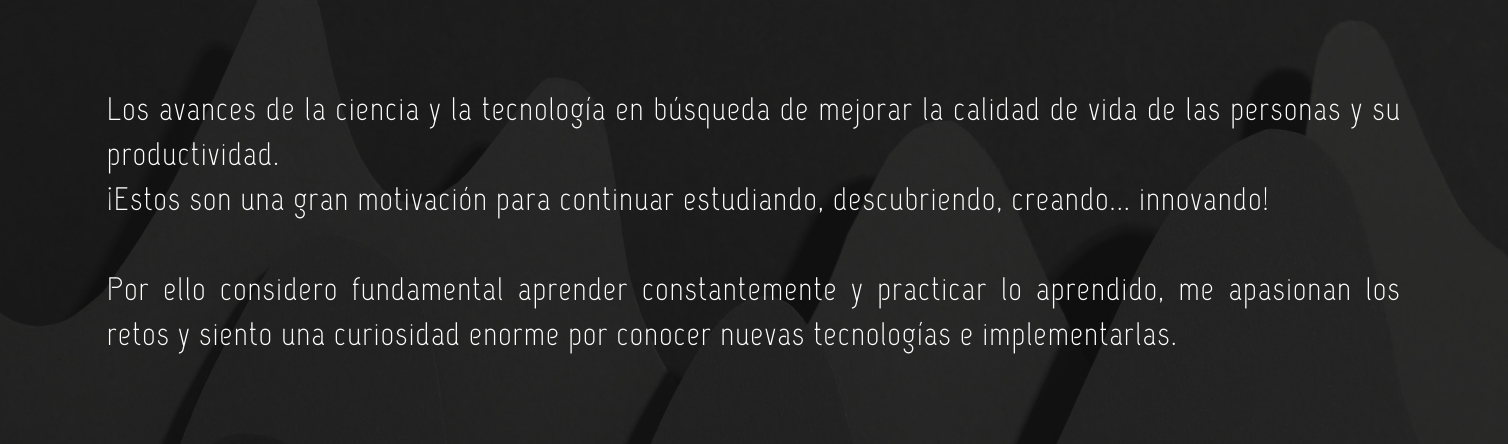 Los avances de la ciencia y la tecnología en búsqueda de mejorar la calidad de vida de las personas y su
productividad.
¡Estos son una gran motivación para continuar estudiando, descubriendo, creando... innovando!
Por ello considero fundamental aprender constantemente y practicar lo aprendido, me apasionan los
retos y siento una curiosidad enorme por conocer nuevas tecnologías e implementarlas.